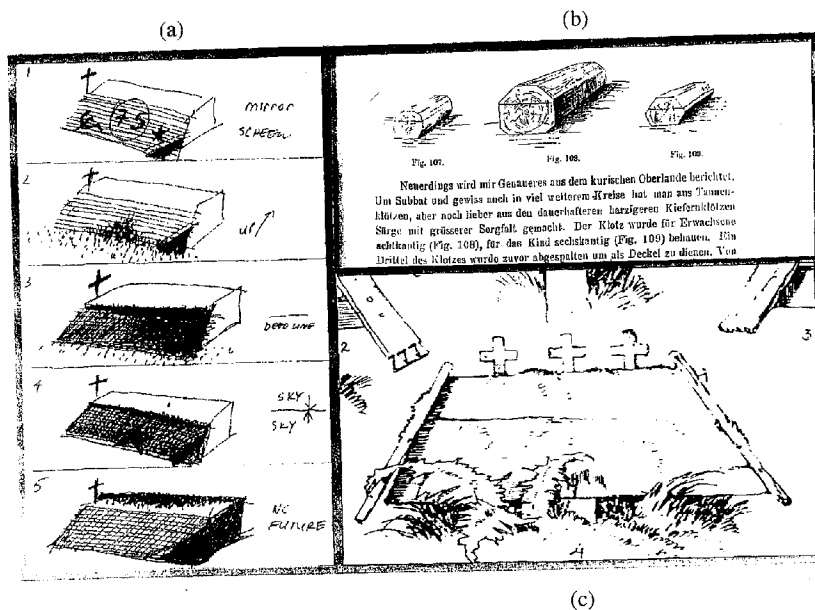 (a)
(b)
1
mirror
SCREEN
2
UP
3
DEAD LINE
4
SKY
SKY
5
NO
FUTURE
Fig. 107.
Fig. 108.
Fig. 109.
Neuerdings wird mir Genaueres aus dem kurischen Oberlande berichtet.
Um Subbat und gewiss auch in viel weiterem Kreise hat man aus Tannen-
klötzen, aber noch lieber aus den dauerhafteren harzigeren Kiefernklötzen
Särge mit grösserer Sorgfalt gemacht. Der Klotz wurde für Erwachsene
achtkantig (Fig. 108), für das Kind sechskantig (Fig. 109) behauen. Ein
Drittel des Klotzes wurde zuvor abgespalten um als Deckel zu dienen. Von
2
3
4
(c)